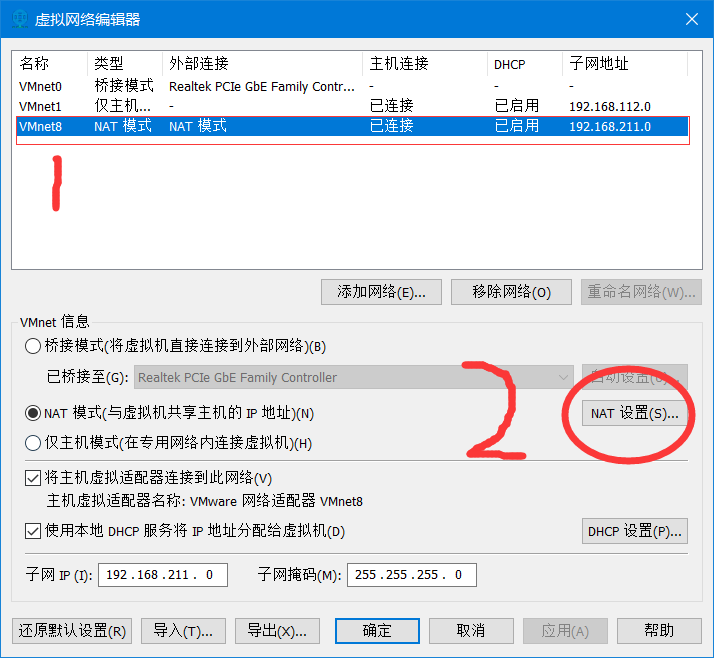 虚拟网络编辑器
名称 类型 外部连接 主机连接 DHCP 子网地址
VMnet0 桥接模式 Realtek PCIe GbE Family Contr... - - -
VMnet1 仅主机... - 已连接 已启用 192.168.112.0
VMnet8 NAT 模式 NAT 模式 已连接 已启用 192.168.211.0
1
添加网络(E)... 移除网络(O) 重命名网络(W)...
VMnet 信息
桥接模式(将虚拟机直接连接到外部网络)(B)
已桥接至(G): Realtek PCIe GbE Family Controller 自动设置(U)...
2
NAT 模式(与虚拟机共享主机的 IP 地址)(N) NAT 设置(S)...
仅主机模式(在专用网络内连接虚拟机)(H)
将主机虚拟适配器连接到此网络(V)
主机虚拟适配器名称: VMware 网络适配器 VMnet8
使用本地 DHCP 服务将 IP 地址分配给虚拟机(D) DHCP 设置(P)...
子网 IP (I): 192.168.211. 0 子网掩码(M): 255.255.255. 0
还原默认设置(R) 导入(T)... 导出(X)... 确定 取消 应用(A) 帮助